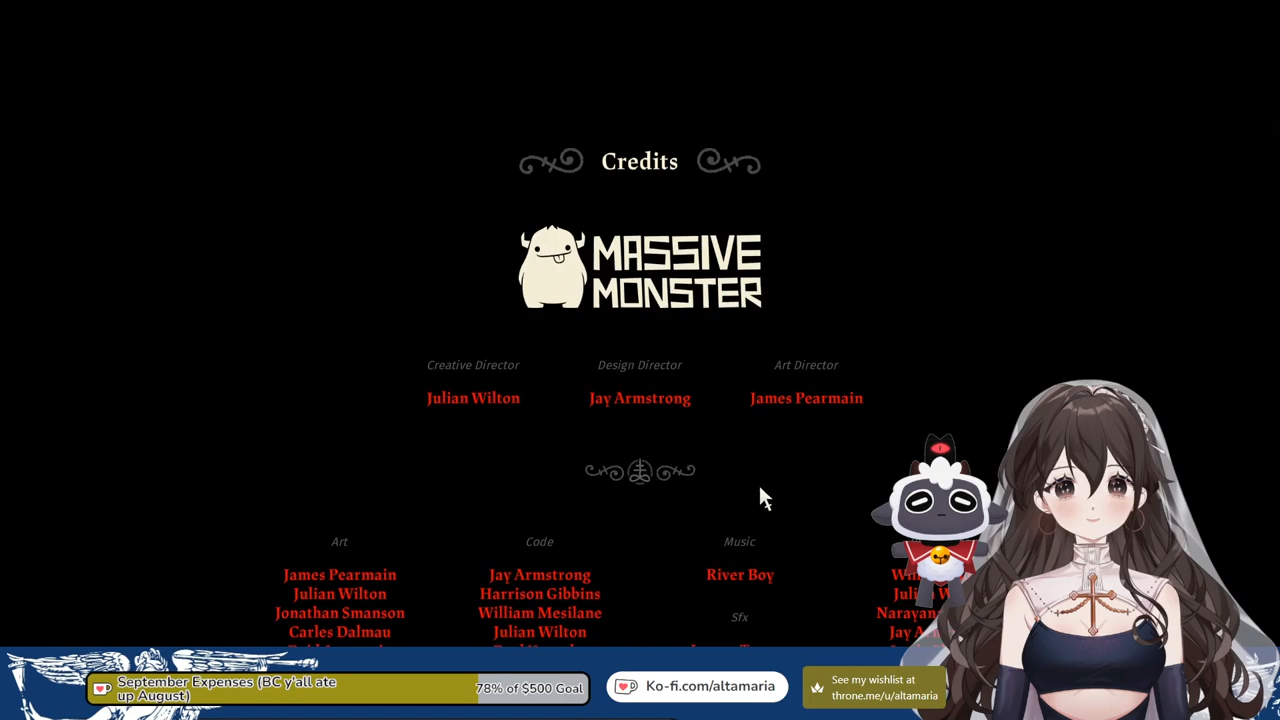 Credits
MASSIVE
MONSTER
Creative Director
Design Director
Art Director
Julian Wilton
Jay Armstrong
James Pearmain
Art
Code
Music
James Pearmain
Jay Armstrong
River Boy
Julian Wilton
Harrison Gibbins
Jonathan Smanson
William Mesilane
Sfx
Carles Dalmau
Julian Wilton
September Expenses (BC y'all ate
up August)
78% of $500 Goal
Ko-fi.com/altamaria
See my wishlist at
throne.me/u/altamaria